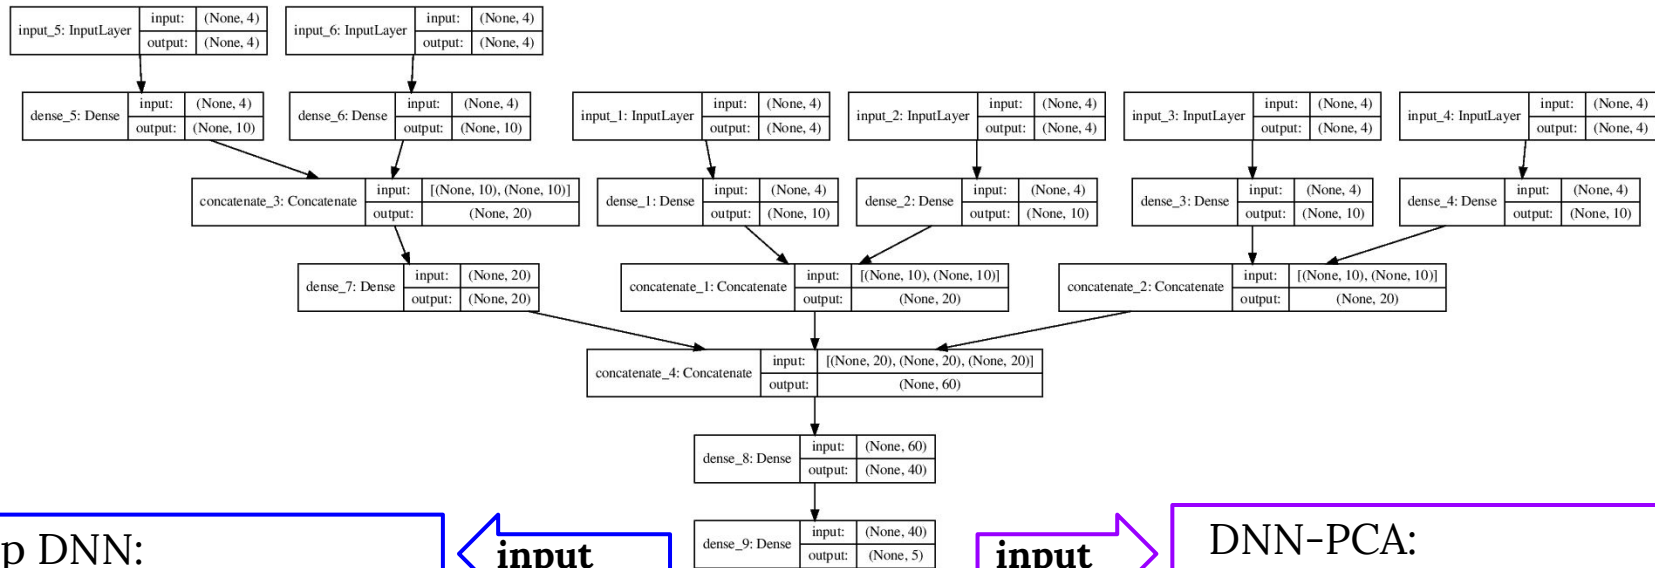 input_5: InputLayer input: (None, 4) output: (None, 4)
input_6: InputLayer input: (None, 4) output: (None, 4)
dense_5: Dense input: (None, 4) output: (None, 10)
dense_6: Dense input: (None, 4) output: (None, 10)
input_1: InputLayer input: (None, 4) output: (None, 4)
input_2: InputLayer input: (None, 4) output: (None, 4)
input_3: InputLayer input: (None, 4) output: (None, 4)
input_4: InputLayer input: (None, 4) output: (None, 4)
concatenate_3: Concatenate input: [(None, 10), (None, 10)] output: (None, 20)
dense_1: Dense input: (None, 4) output: (None, 10)
dense_2: Dense input: (None, 4) output: (None, 10)
dense_3: Dense input: (None, 4) output: (None, 10)
dense_4: Dense input: (None, 4) output: (None, 10)
dense_7: Dense input: (None, 20) output: (None, 20)
concatenate_1: Concatenate input: [(None, 10), (None, 10)] output: (None, 20)
concatenate_2: Concatenate input: [(None, 10), (None, 10)] output: (None, 20)
concatenate_4: Concatenate input: [(None, 20), (None, 20), (None, 20)] output: (None, 60)
dense_8: Dense input: (None, 60) output: (None, 40)
dense_9: Dense input: (None, 40) output: (None, 5)
p DNN:
input
input
DNN-PCA: